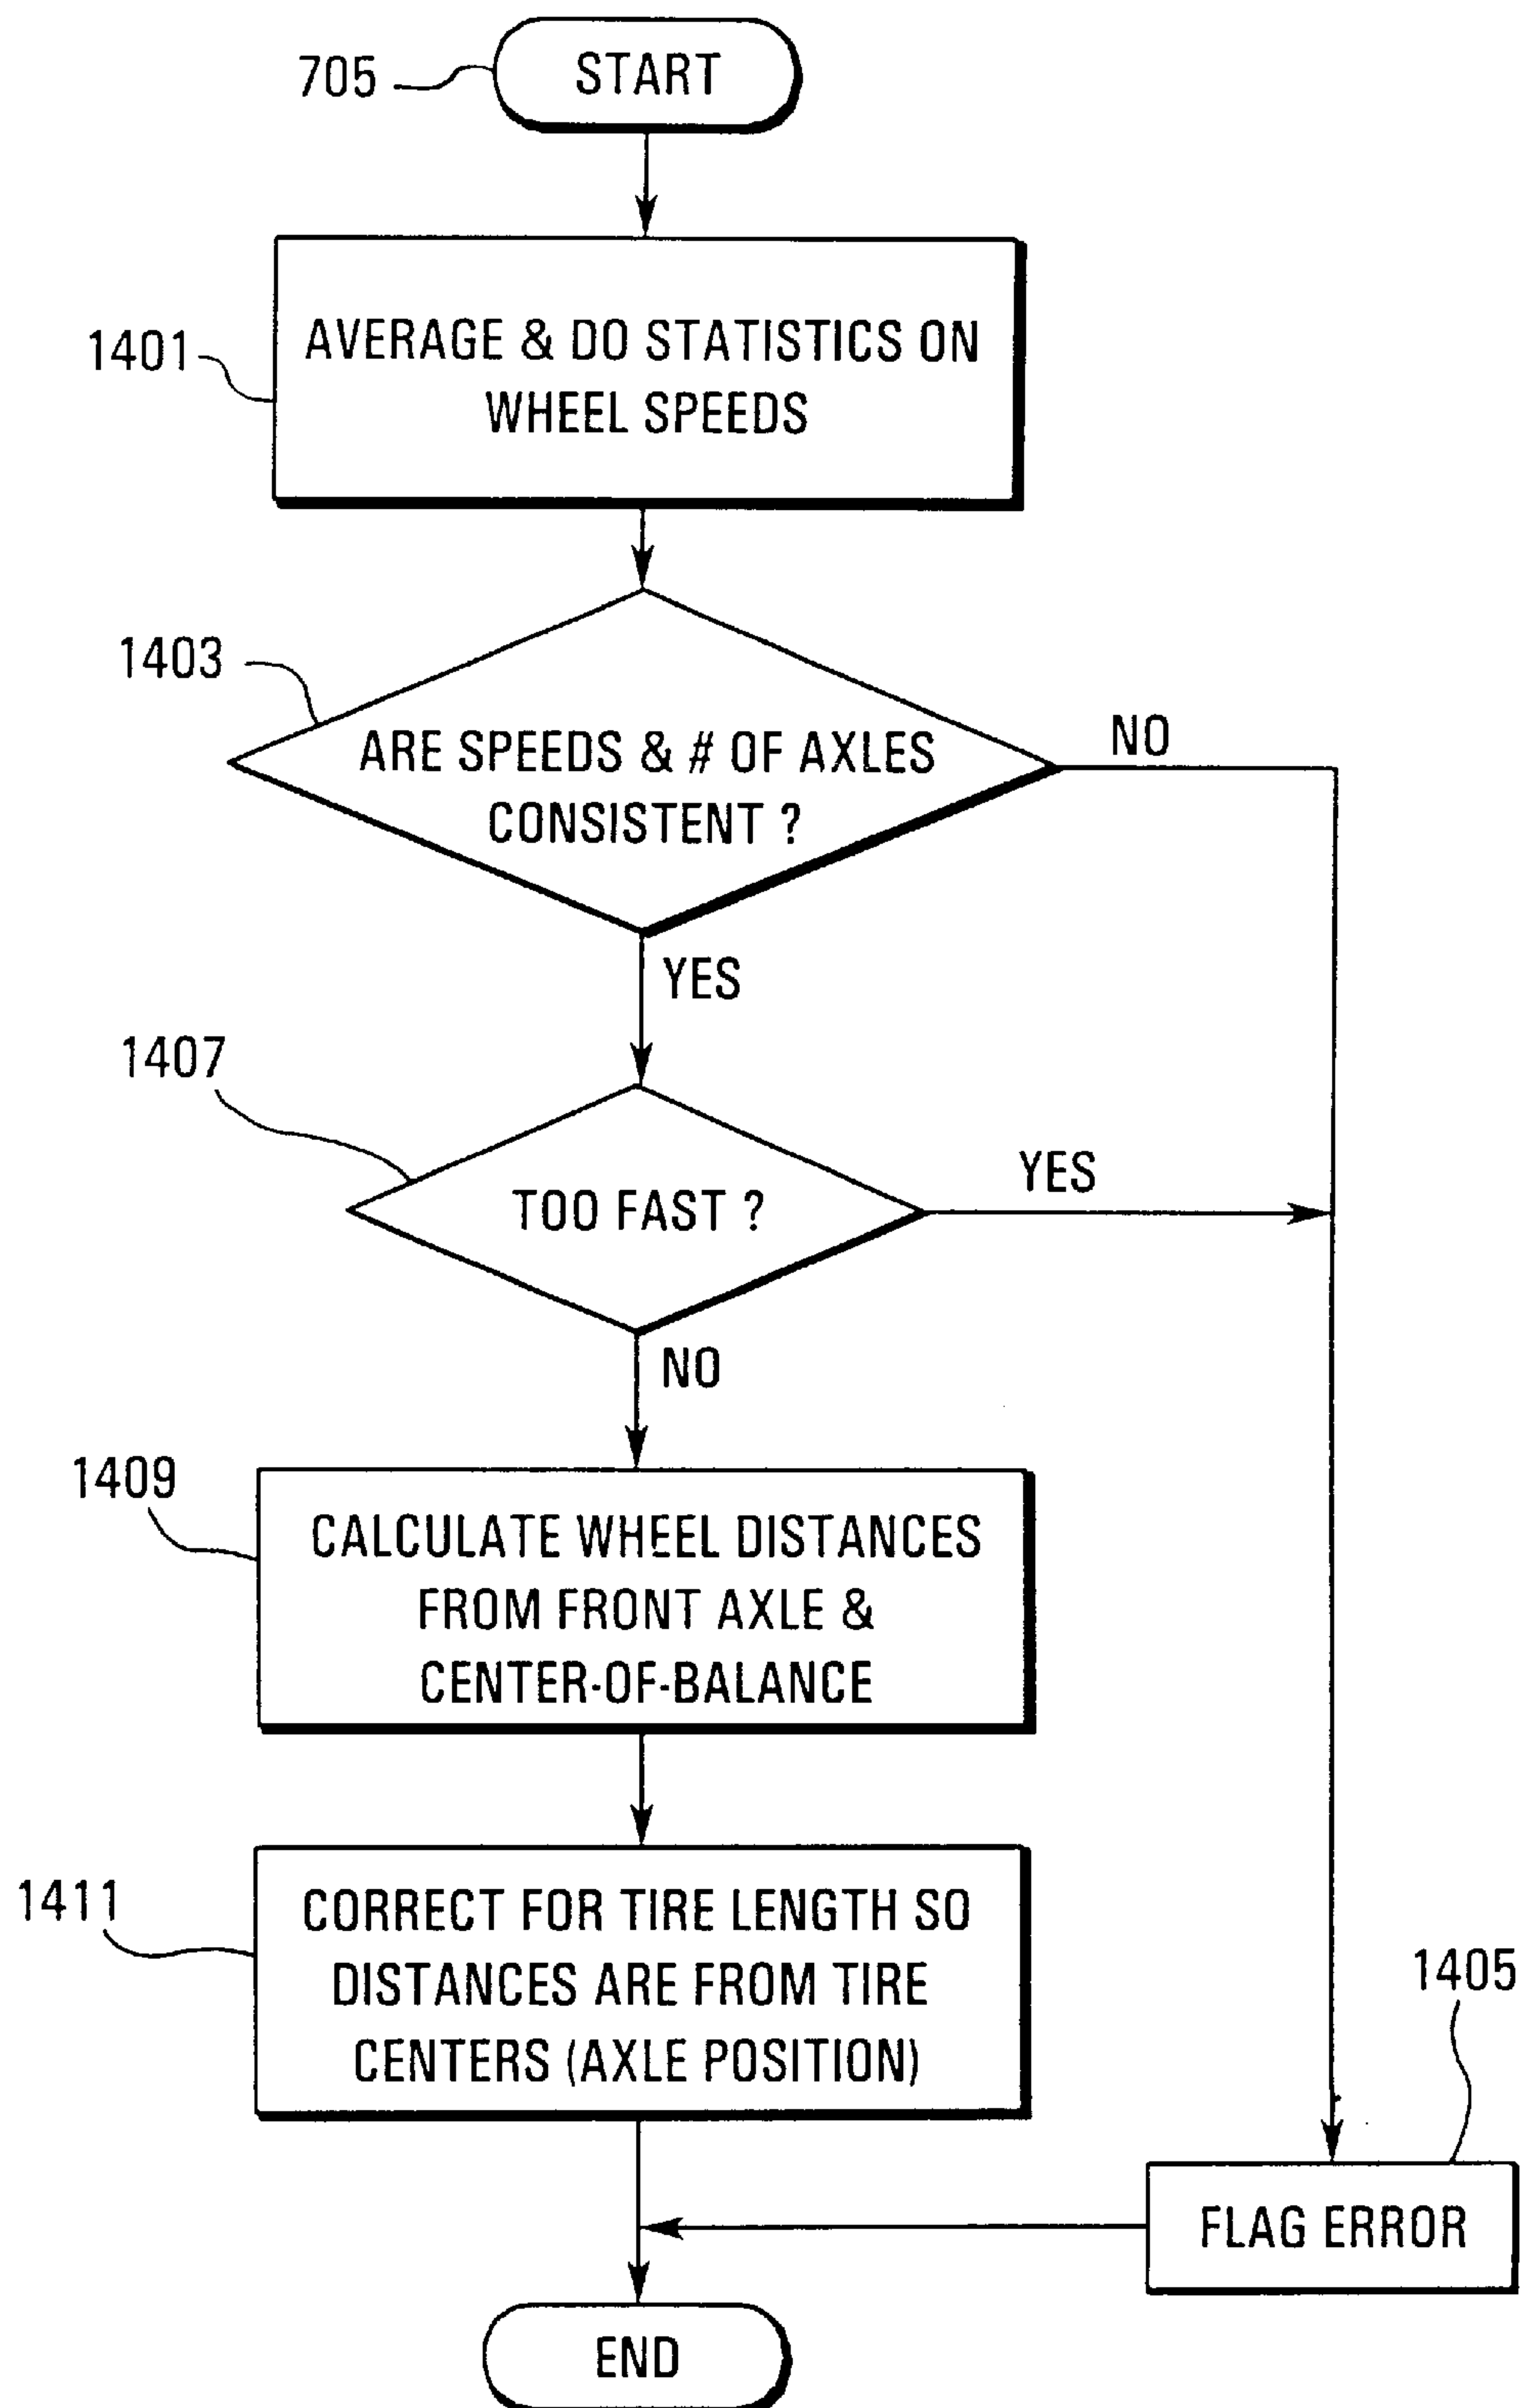 705
START
1401
AVERAGE & DO STATISTICS ON
WHEEL SPEEDS
1403
ARE SPEEDS & # OF AXLES
CONSISTENT ?
NO
YES
1407
TOO FAST ?
YES
NO
1409
CALCULATE WHEEL DISTANCES
FROM FRONT AXLE &
CENTER-OF-BALANCE
1411
CORRECT FOR TIRE LENGTH SO
DISTANCES ARE FROM TIRE
CENTERS (AXLE POSITION)
1405
FLAG ERROR
END